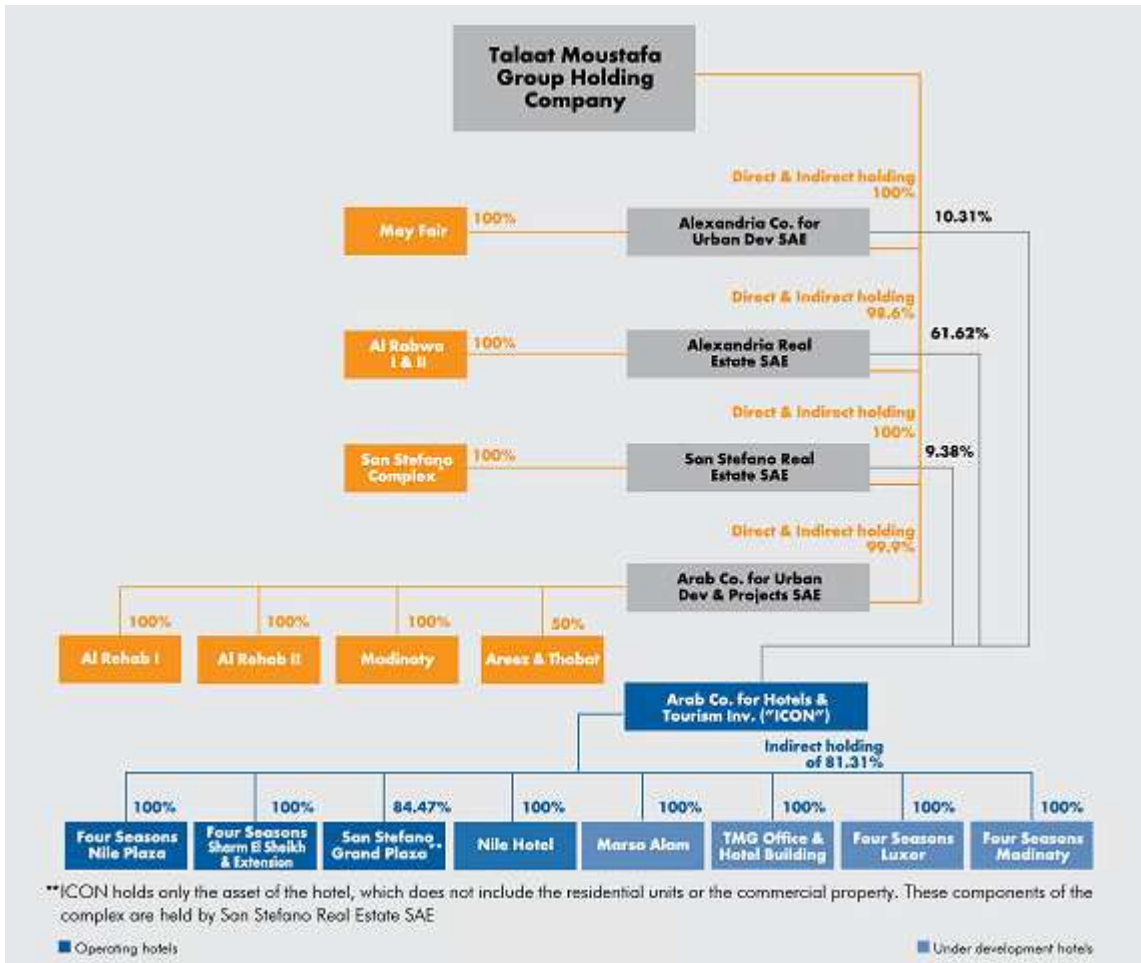 Talaat Moustafa
Group Holding
Company
Direct & Indirect holding
100%
May Fair
100%
Alexandria Co. for
Urban Dev SAE
10.31%
Direct & Indirect holding
98.6%
Al Rabwa
I & II
100%
Alexandria Real
Estate SAE
61.62%
Direct & Indirect holding
100%
San Stefano
Complex
100%
San Stefano Real
Estate SAE
9.38%
Direct & Indirect holding
99.9%
Arab Co. for Urban
Dev & Projects SAE
100%
100%
100%
50%
Al Rehab I
Al Rehab II
Madinaty
Areez & Thabat
Arab Co. for Hotels &
Tourism Inv. ("ICON")
Indirect holding
of 81.31%
100%
100%
84.47%
100%
100%
100%
100%
100%
Four Seasons
Nile Plaza
Four Seasons
Sharm El Sheikh
& Extension
San Stefano
Grand Plaza**
Nile Hotel
Marsa Alam
TMG Office &
Hotel Building
Four Seasons
Luxor
Four Seasons
Madinaty
**ICON holds only the asset of the hotel, which does not include the residential units or the commercial property. These components of the
complex are held by San Stefano Real Estate SAE
Operating hotels
Under development hotels